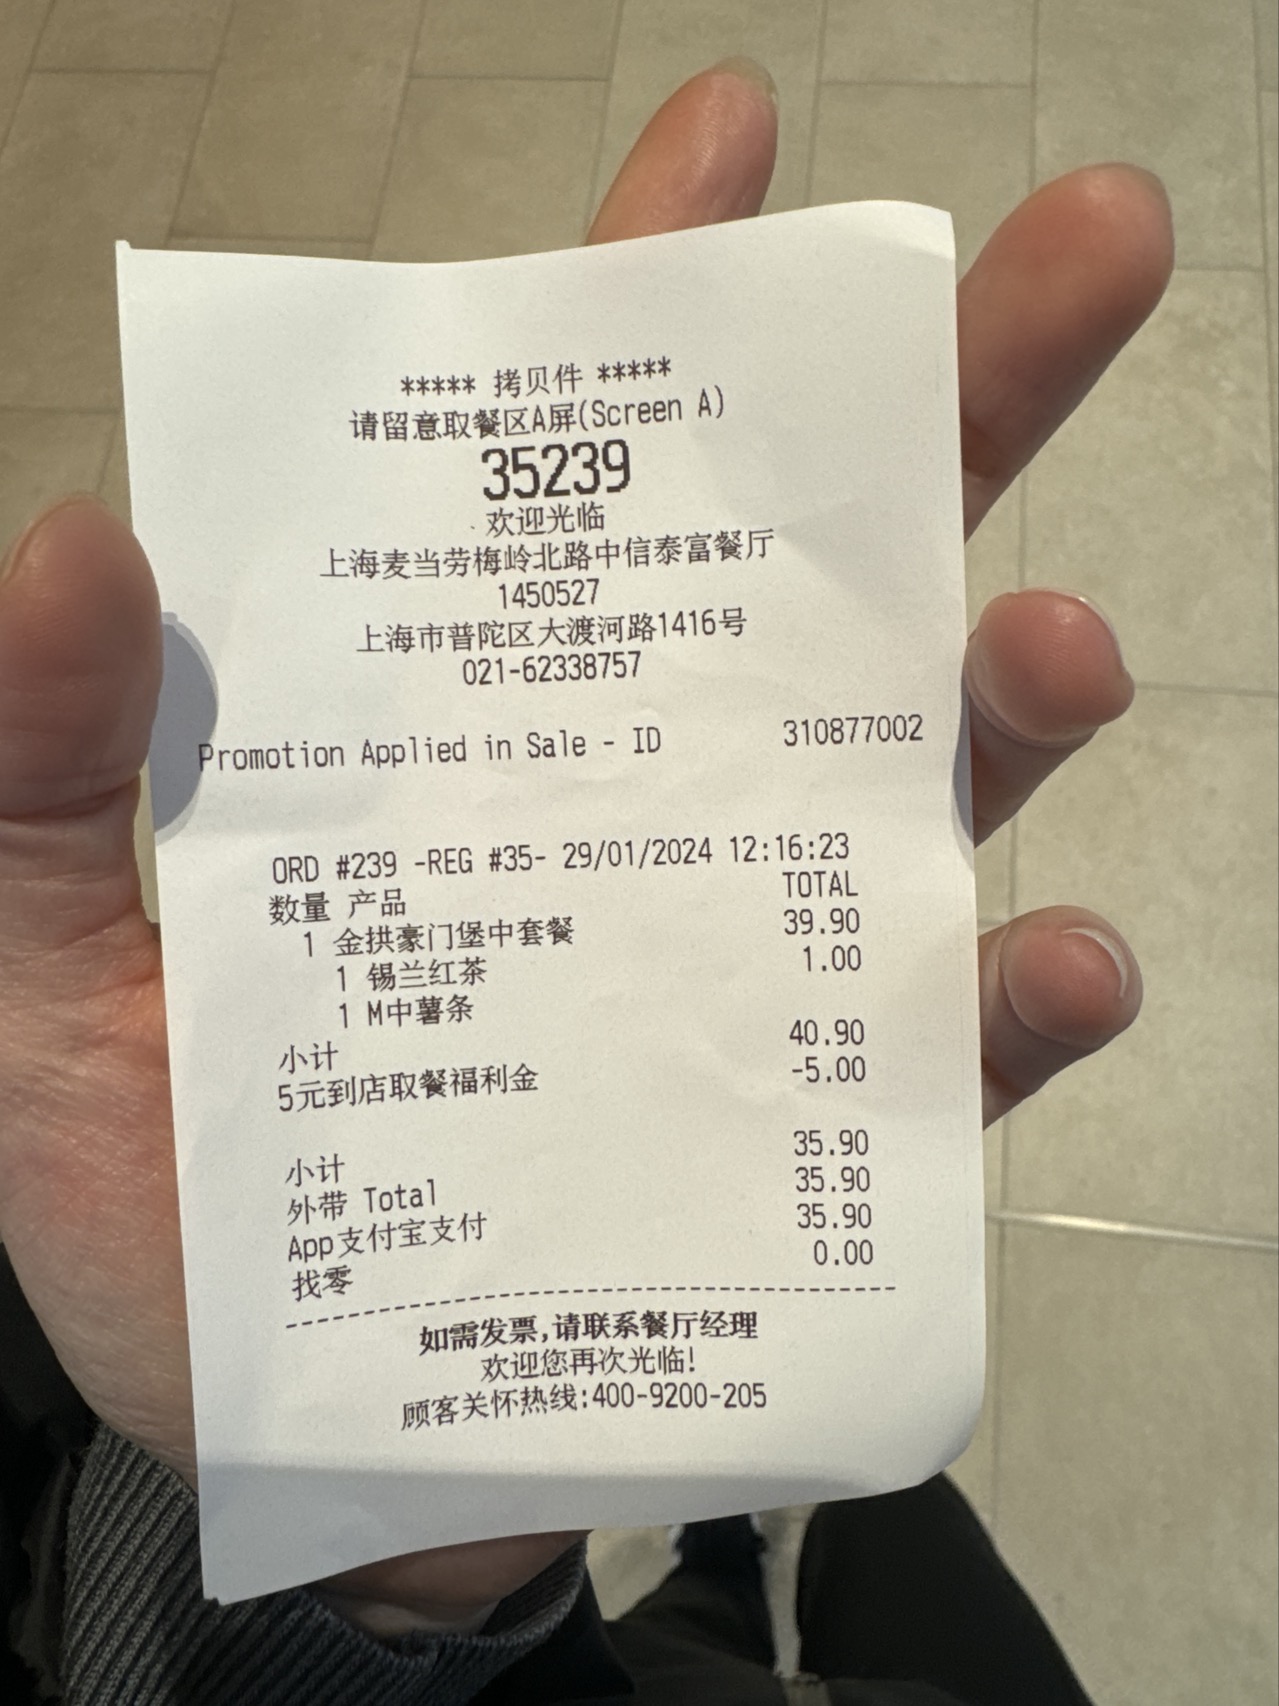 ***** 拷贝件 *****
请留意取餐区A屏(Screen A)
35239
欢迎光临
上海麦当劳梅岭北路中信泰富餐厅
1450527
上海市普陀区大渡河路1416号
021-62338757
Promotion Applied in Sale - ID 310877002
ORD #239 -REG #35- 29/01/2024 12:16:23
数量 产品 TOTAL
1 金拱豪门堡中套餐 39.90
1 锡兰红茶 1.00
1 M中薯条
小计 40.90
5元到店取餐福利金 -5.00
小计 35.90
外带 Total 35.90
App支付宝支付 35.90
找零 0.00
--------------------------------------
如需发票,请联系餐厅经理
欢迎您再次光临!
顾客关怀热线:400-9200-205